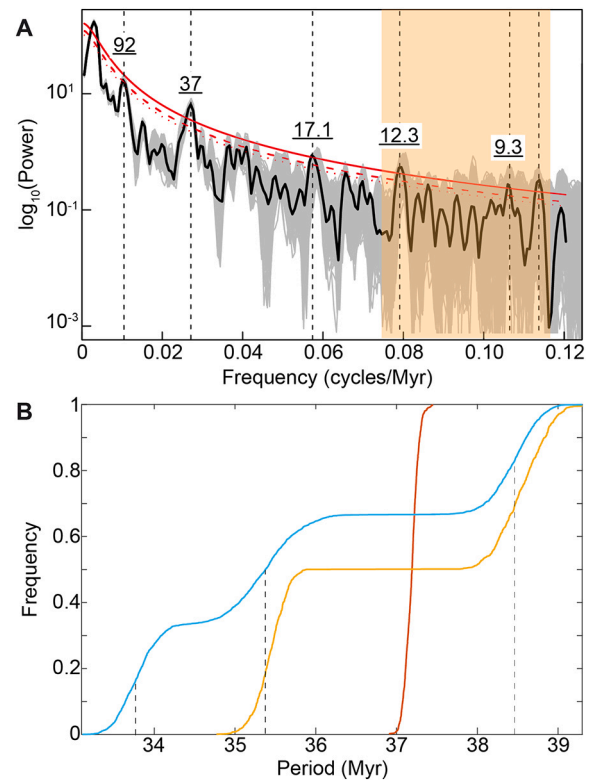 A
92
37
17.1
12.3
9.3
10¹
10⁻¹
10⁻³
log₁₀(Power)
0 0.02 0.04 0.06 0.08 0.10 0.12
Frequency (cycles/Myr)
B
1
0.8
0.6
0.4
0.2
0
Frequency
34 35 36 37 38 39
Period (Myr)